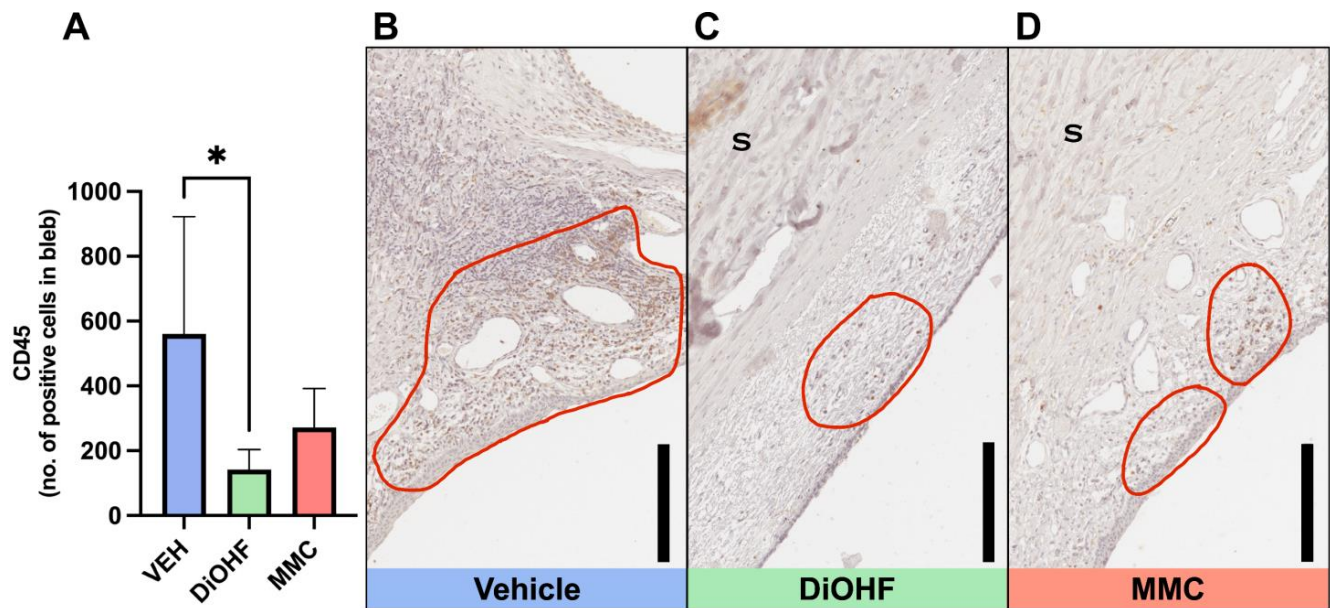 A
B
C
D
*
1000
800
600
400
200
0
CD45
(no. of positive cells in bleb)
VEH
DiOHF
MMC
S
S
Vehicle
DiOHF
MMC